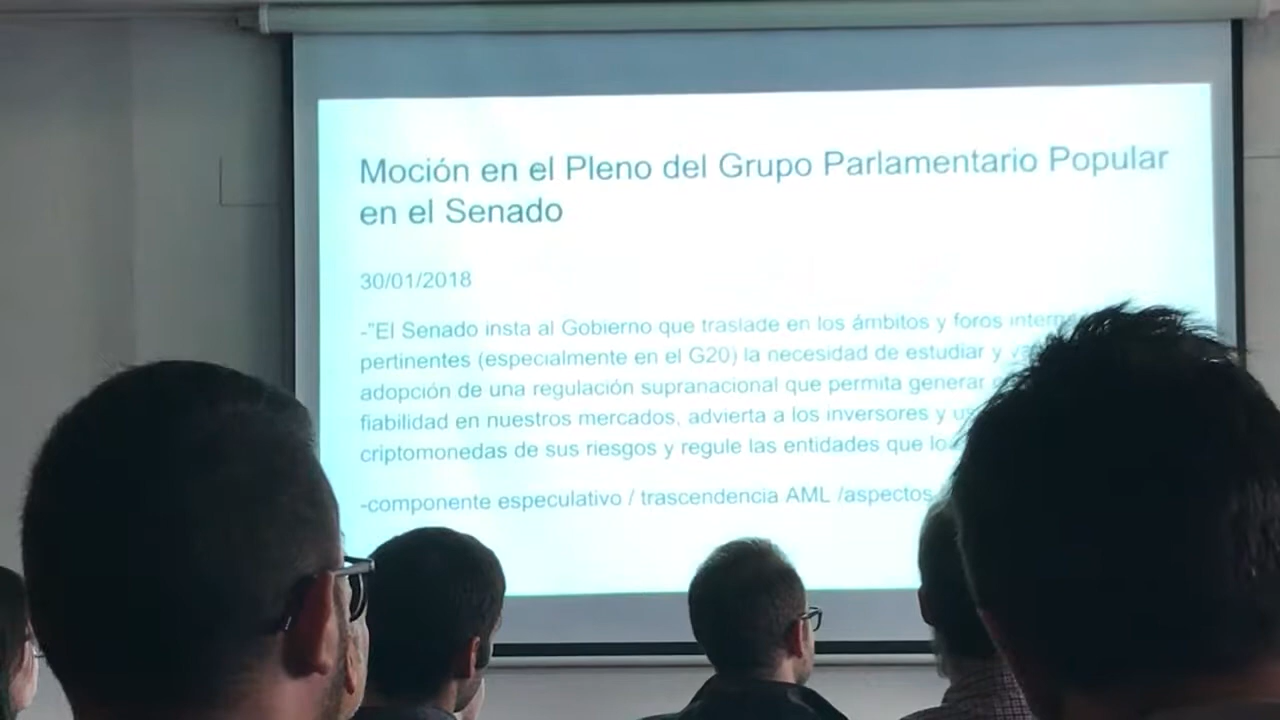 Moción en el Pleno del Grupo Parlamentario Popular
en el Senado
30/01/2018
-"El Senado insta al Gobierno que traslade en los ámbitos y foros
pertinentes (especialmente en el G20) la necesidad de estudiar y
adopción de una regulación supranacional que permita generar
fiabilidad en nuestros mercados, advierta a los inversores y
criptomonedas de sus riesgos y regule las entidades que
-componente especulativo / trascendencia AML /aspectos